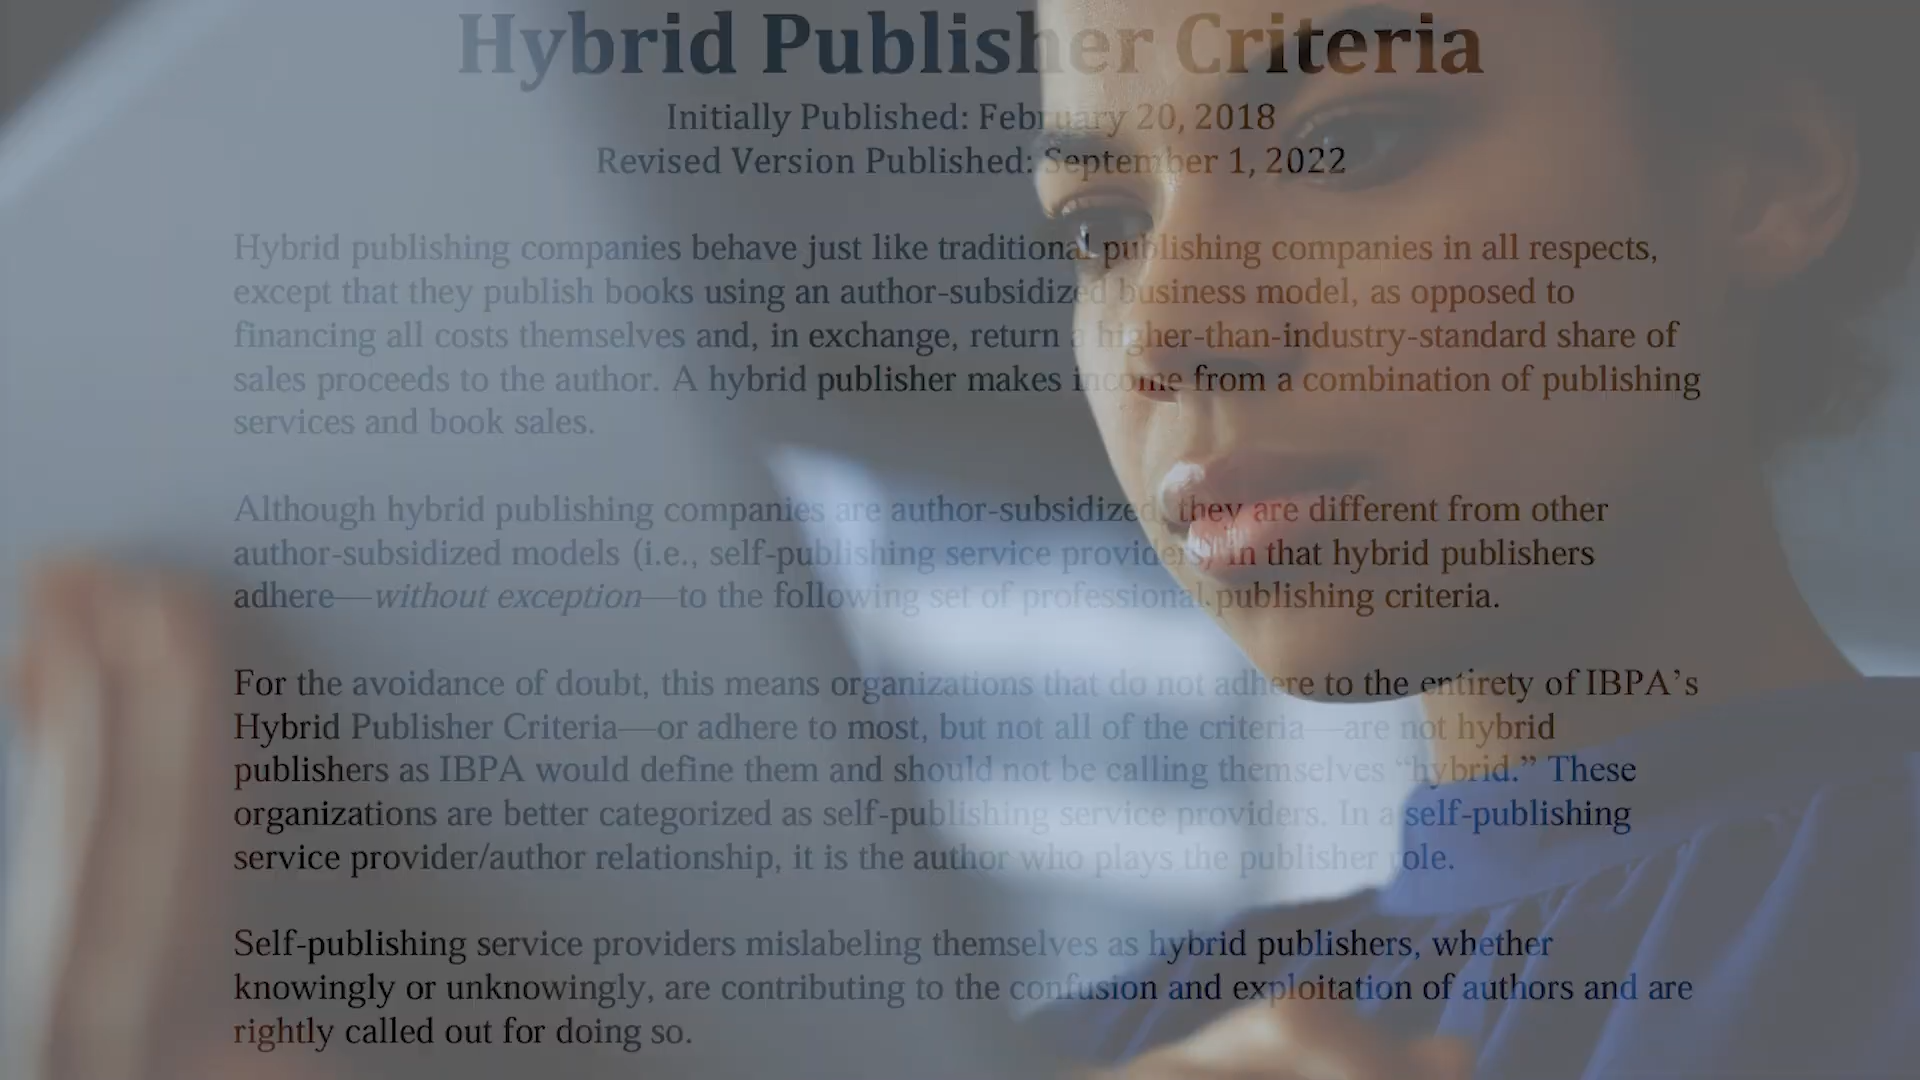 Hybrid Publisher Criteria
Initially Published: February 20, 2018
Revised Version Published: September 1, 2022
Hybrid publishing companies behave just like traditional publishing companies in all respects,
except that they publish books using an author-subsidized business model, as opposed to
financing all costs themselves and, in exchange, return a higher-than-industry-standard share of
sales proceeds to the author. A hybrid publisher makes income from a combination of publishing
services and book sales.
Although hybrid publishing companies are author-subsidized, they are different from other
author-subsidized models (i.e., self-publishing service providers) in that hybrid publishers
adhere—without exception—to the following set of professional publishing criteria.
For the avoidance of doubt, this means organizations that do not adhere to the entirety of IBPA’s
Hybrid Publisher Criteria—or adhere to most, but not all of the criteria—are not hybrid
publishers as IBPA would define them and should not be calling themselves “hybrid.” These
organizations are better categorized as self-publishing service providers. In a self-publishing
service provider/author relationship, it is the author who plays the publisher role.
Self-publishing service providers mislabeling themselves as hybrid publishers, whether
knowingly or unknowingly, are contributing to the confusion and exploitation of authors and are
rightly called out for doing so.